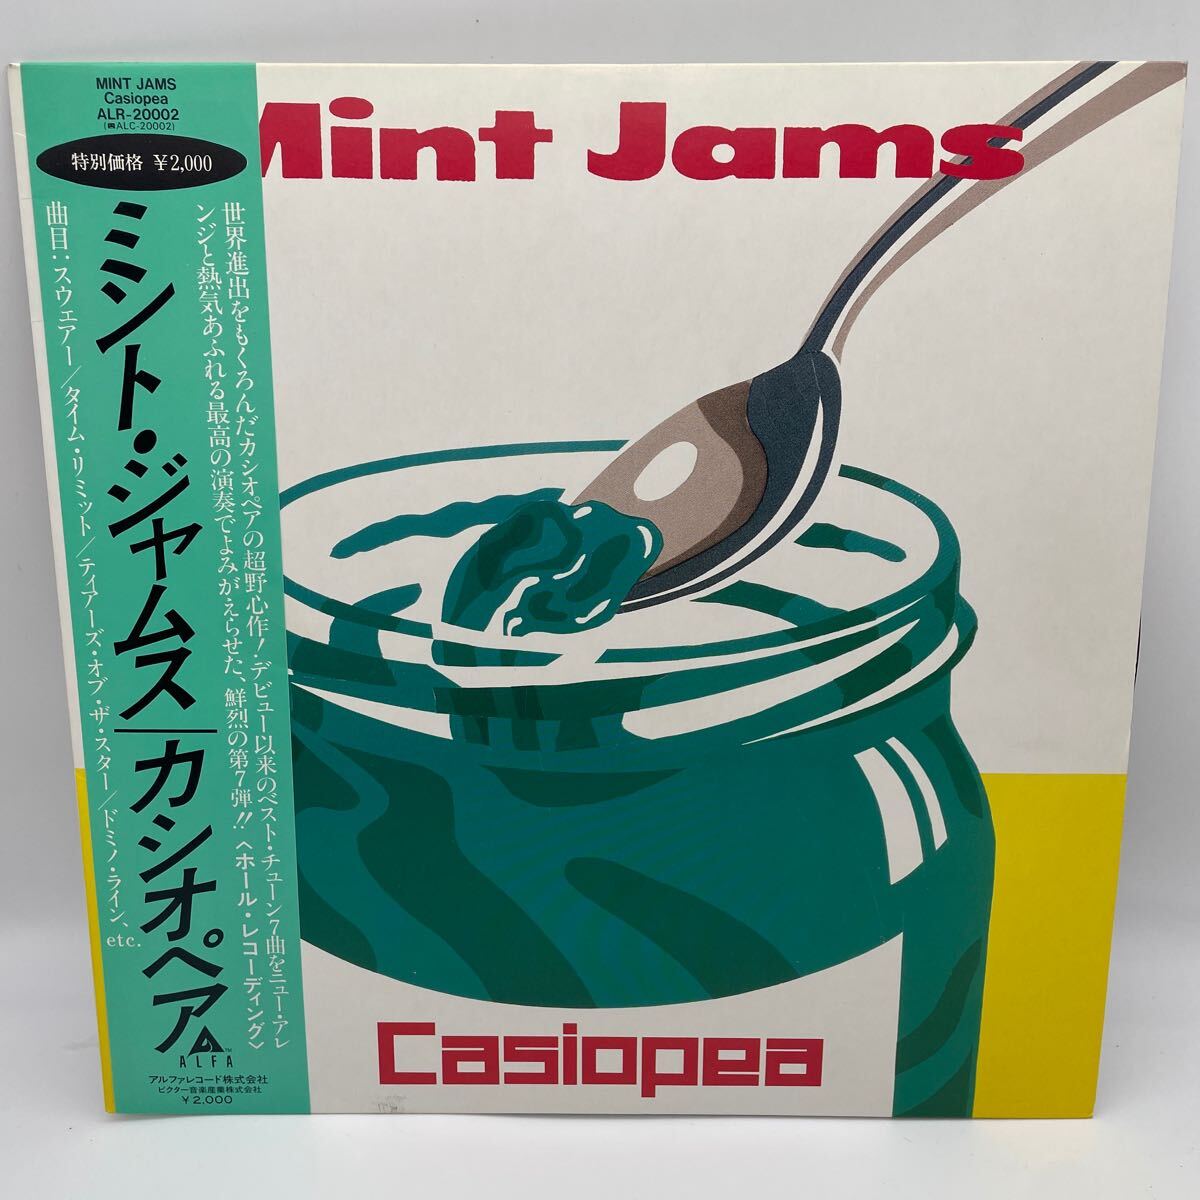 MINT JAMS
Casiopea
ALR-20002
(ALC-20002)
特別価格 ¥2,000
Mint Jams
世界進出をもくろんだカシオペアの超野心作!デビュー以来のベスト・チューン7曲をニュー・アレ
ンジと熱気あふれる最高の演奏でよみがえらせた、鮮烈の第7弾!!〈ホール・レコーディング〉
ミント・ジャムス/カシオペア
曲目:スウェアー/タイム・リミット/ティアーズ・オブ・ザ・スター/ドミノ・ライン、etc.
ALFA™
アルファレコード株式会社
ビクター音楽産業株式会社
¥2,000
Casiopea